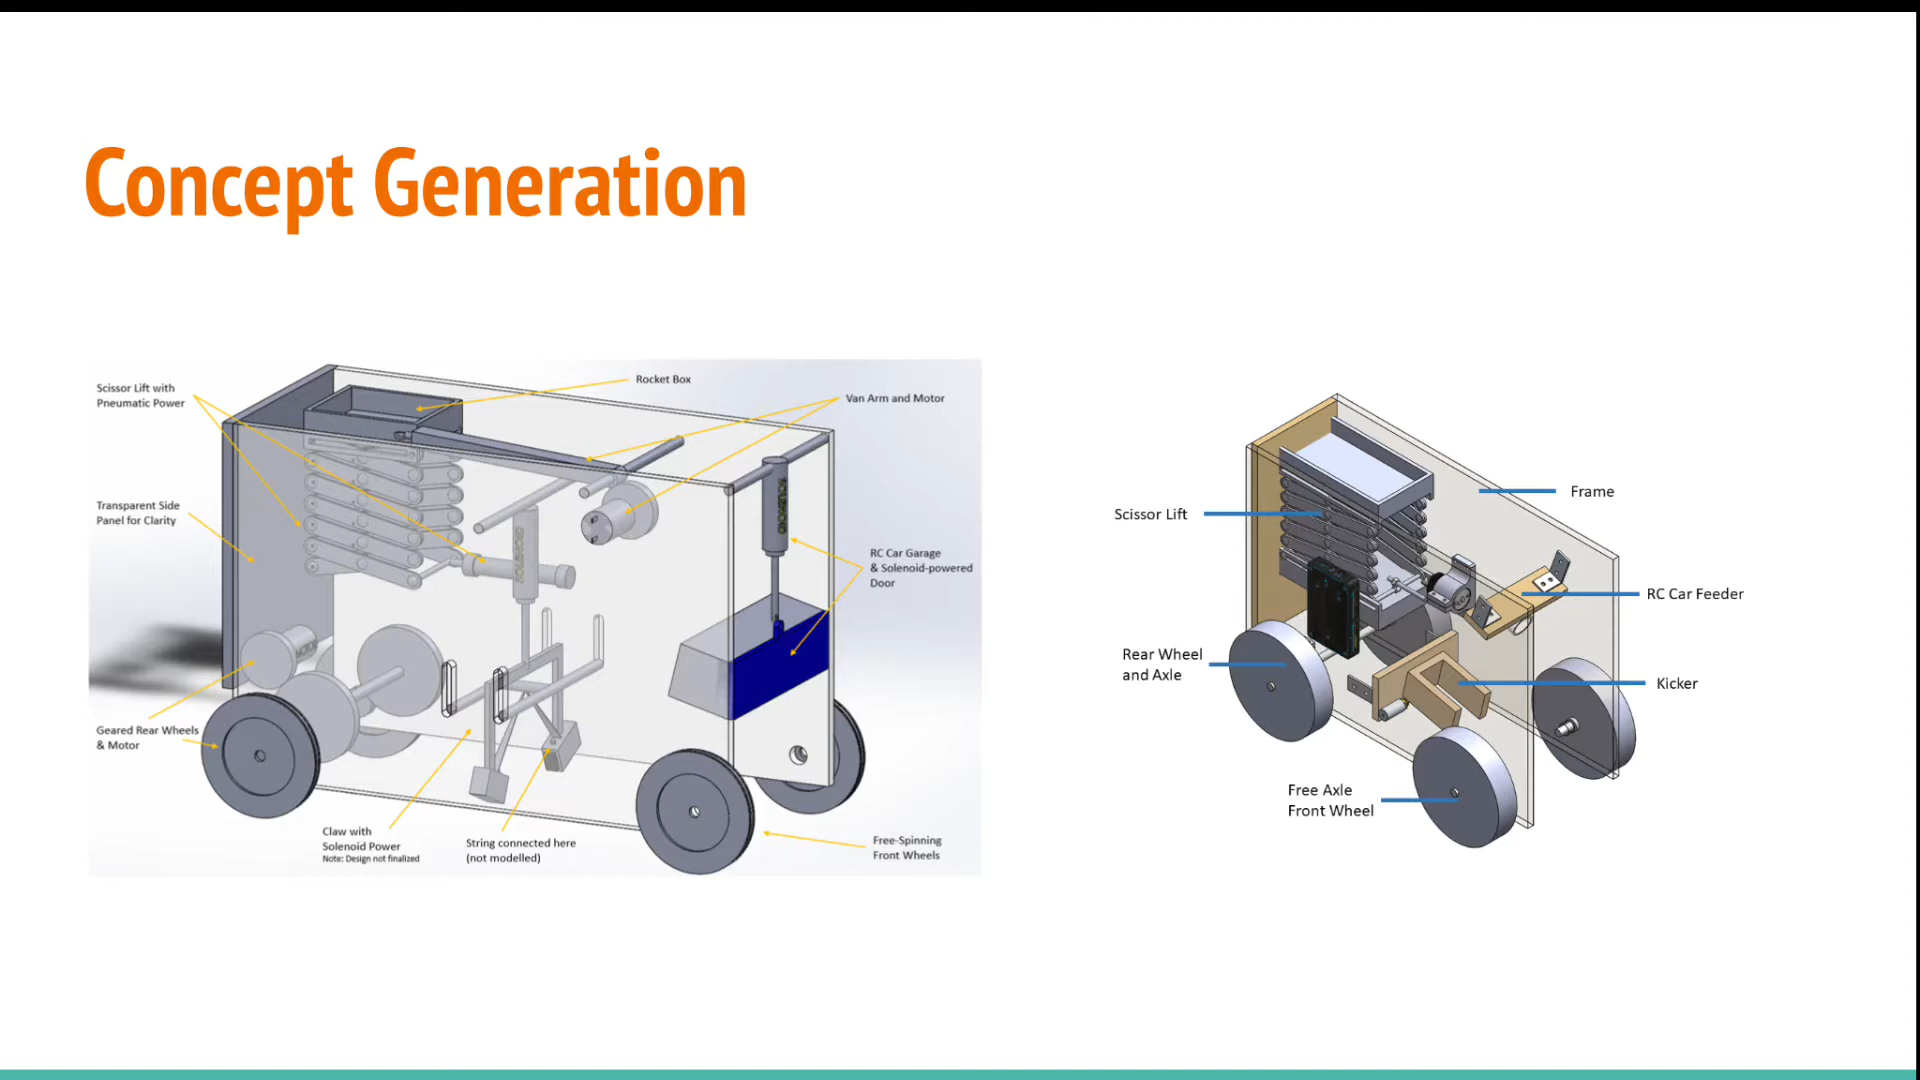 Concept Generation
Scissor Lift with
Pneumatic Power
Rocket Box
Van Arm and Motor
Transparent Side
Panel for Clarity
SOLENOID
RC Car Garage
& Solenoid-powered
Door
Geared Rear Wheels
& Motor
Claw with
Solenoid Power
Note: Design not finalized
String connected here
(not modelled)
Free-Spinning
Front Wheels
Scissor Lift
Frame
RC Car Feeder
Rear Wheel
and Axle
Kicker
Free Axle
Front Wheel